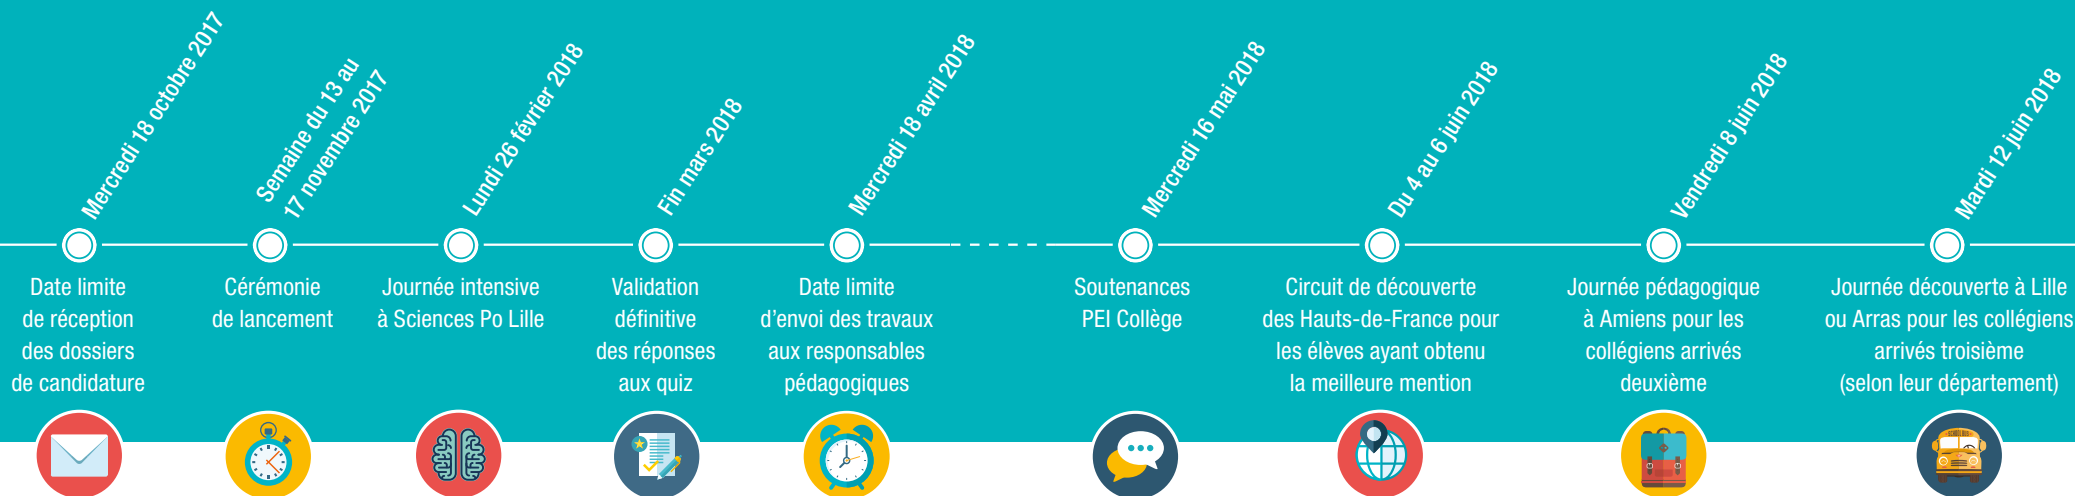 Mercredi 18 octobre 2017
Date limite
de réception
des dossiers
de candidature
Semaine du 13 au
17 novembre 2017
Cérémonie
de lancement
Lundi 26 février 2018
Journée intensive
à Sciences Po Lille
Fin mars 2018
Validation
définitive
des réponses
aux quiz
Mercredi 18 avril 2018
Date limite
d’envoi des travaux
aux responsables
pédagogiques
Mercredi 16 mai 2018
Soutenances
PEI Collège
Du 4 au 6 juin 2018
Circuit de découverte
des Hauts-de-France pour
les élèves ayant obtenu
la meilleure mention
Vendredi 8 juin 2018
Journée pédagogique
à Amiens pour les
collégiens arrivés
deuxième
Mardi 12 juin 2018
Journée découverte à Lille
ou Arras pour les collégiens
arrivés troisième
(selon leur département)
SCHOOL BUS